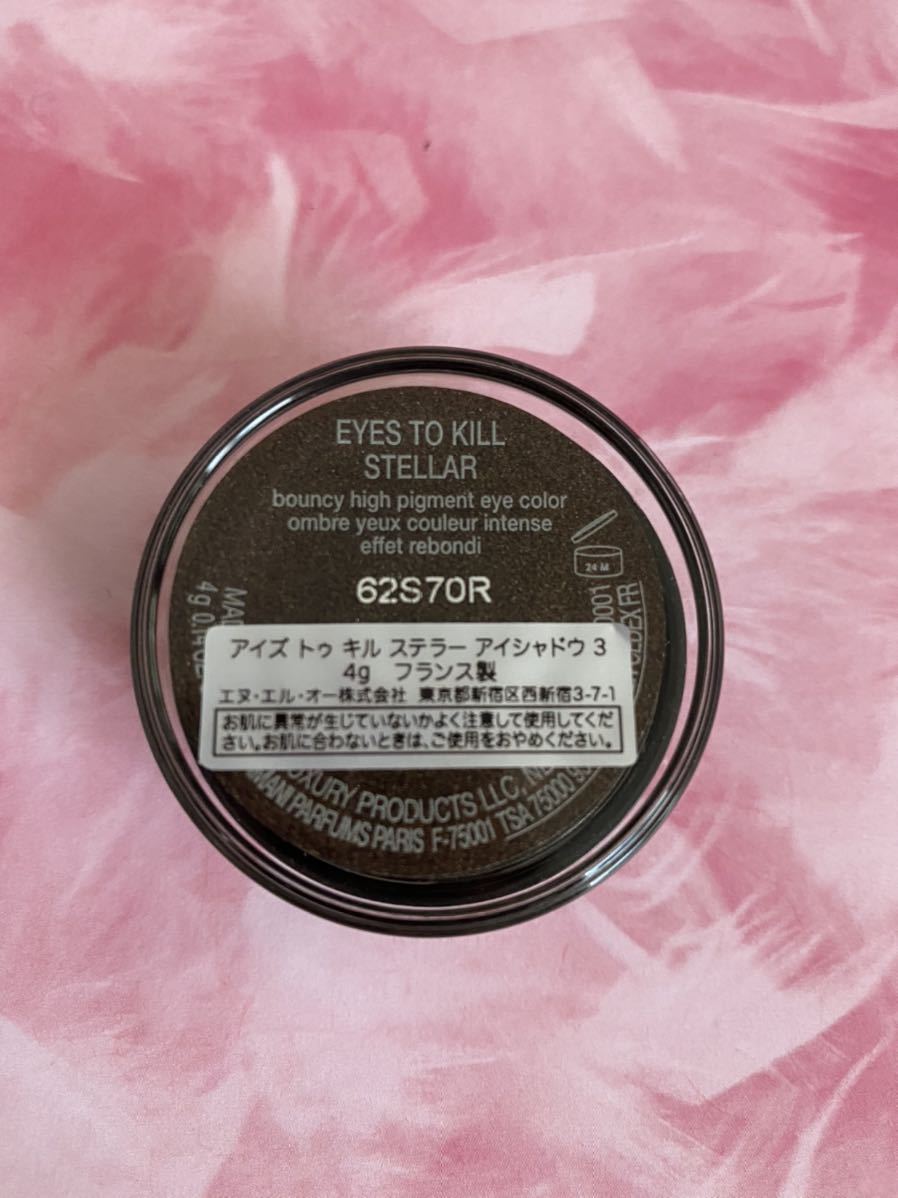 EYES TO KILL
STELLAR
bouncy high pigment eye color
ombre yeux couleur intense
effet rebondi
24 M
62S70R
アイズ トゥ キル ステラー アイシャドウ 3
4g フランス製
エヌ・エル・オー株式会社 東京都新宿区西新宿3-7-1
お肌に異常が生じていないかよく注意して使用してくだ
さい。お肌に合わないときは、ご使用をおやめください。
4g 0.14
LUXURY PRODUCTS LLC,
PARFUMS PARIS F-75001 TSA 75000
CEDEX FR